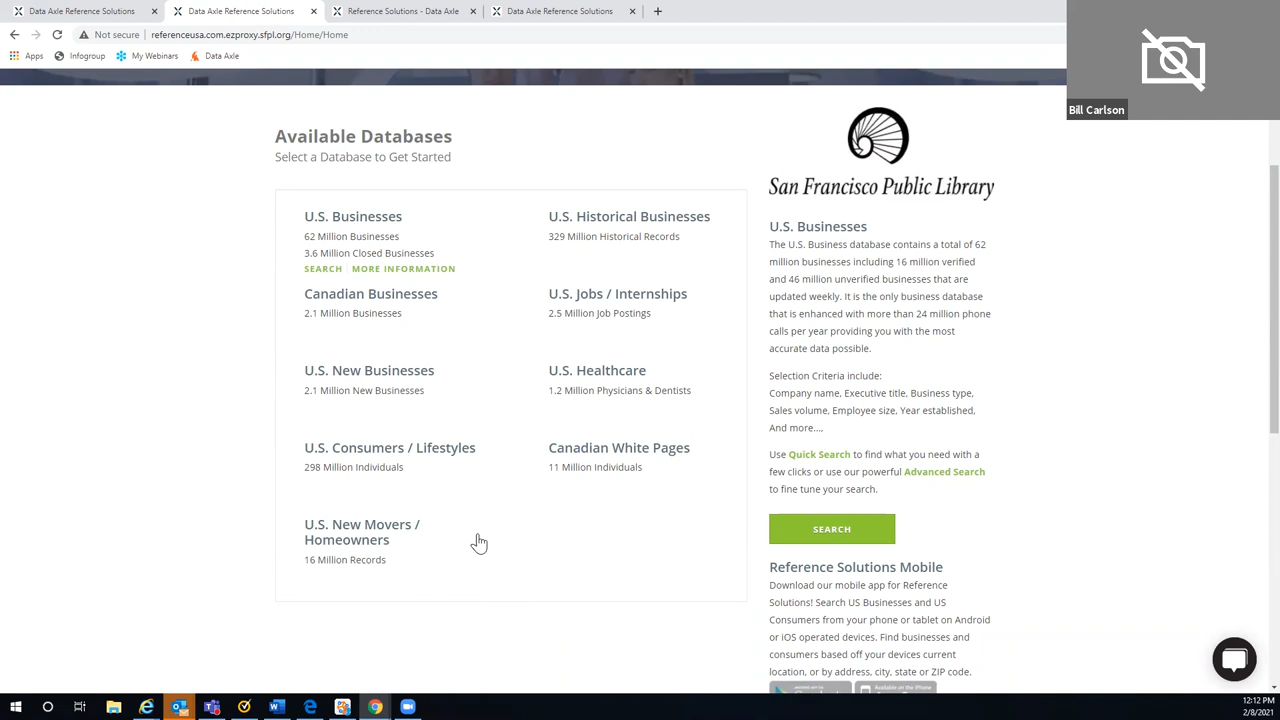 Data Axle Reference Solutions
Data Axle Reference Solutions
Reference Solutions - Data Axle
Data Axle Reference Solutions
Not secure
referenceusa.com.ezproxy.sfpl.org/Home/Home
Apps
Infogroup
My Webinars
Data Axle
Bill Carlson
Available Databases
Select a Database to Get Started
U.S. Businesses
62 Million Businesses
3.6 Million Closed Businesses
SEARCH | MORE INFORMATION
U.S. Historical Businesses
329 Million Historical Records
Canadian Businesses
2.1 Million Businesses
U.S. Jobs / Internships
2.5 Million Job Postings
U.S. New Businesses
2.1 Million New Businesses
U.S. Healthcare
1.2 Million Physicians & Dentists
U.S. Consumers / Lifestyles
298 Million Individuals
Canadian White Pages
11 Million Individuals
U.S. New Movers /
Homeowners
16 Million Records
San Francisco Public Library
U.S. Businesses
The U.S. Business database contains a total of 62
million businesses including 16 million verified
and 46 million unverified businesses that are
updated weekly. It is the only business database
that is enhanced with more than 24 million phone
calls per year providing you with the most
accurate data possible.
Selection Criteria include:
Company name, Executive title, Business type,
Sales volume, Employee size, Year established,
And more...,
Use Quick Search to find what you need with a
few clicks or use our powerful Advanced Search
to fine tune your search.
SEARCH
Reference Solutions Mobile
Download our mobile app for Reference
Solutions! Search US Businesses and US
Consumers from your phone or tablet on Android
or iOS operated devices. Find businesses and
consumers based off your devices current
location, or by address, city, state or ZIP code.
Available on the iPhone
12:12 PM
2/8/2021